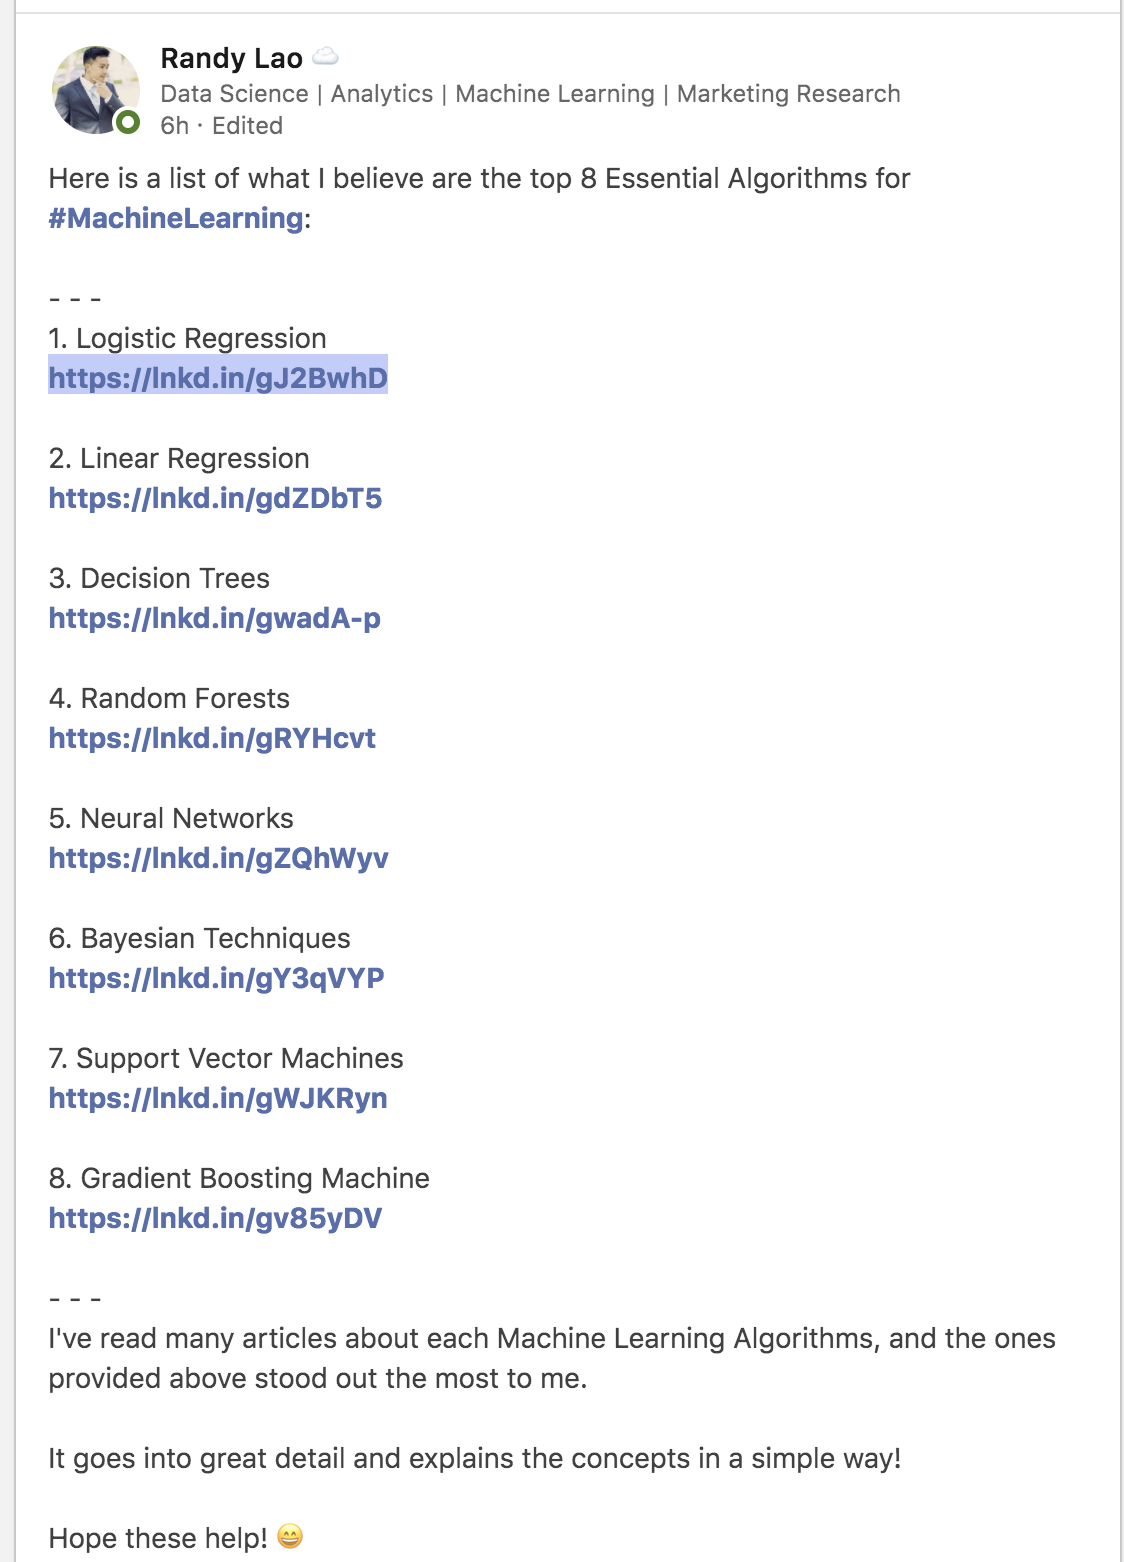 Randy Lao ☁️
Data Science | Analytics | Machine Learning | Marketing Research
6h · Edited
Here is a list of what I believe are the top 8 Essential Algorithms for
#MachineLearning:
- - -
1. Logistic Regression
https://lnkd.in/gJ2BwhD
2. Linear Regression
https://lnkd.in/gdZDbT5
3. Decision Trees
https://lnkd.in/gwadA-p
4. Random Forests
https://lnkd.in/gRYHcvt
5. Neural Networks
https://lnkd.in/gZQhWyv
6. Bayesian Techniques
https://lnkd.in/gY3qVYP
7. Support Vector Machines
https://lnkd.in/gWJKRyn
8. Gradient Boosting Machine
https://lnkd.in/gv85yDV
- - -
I've read many articles about each Machine Learning Algorithms, and the ones
provided above stood out the most to me.
It goes into great detail and explains the concepts in a simple way!
Hope these help! 😄